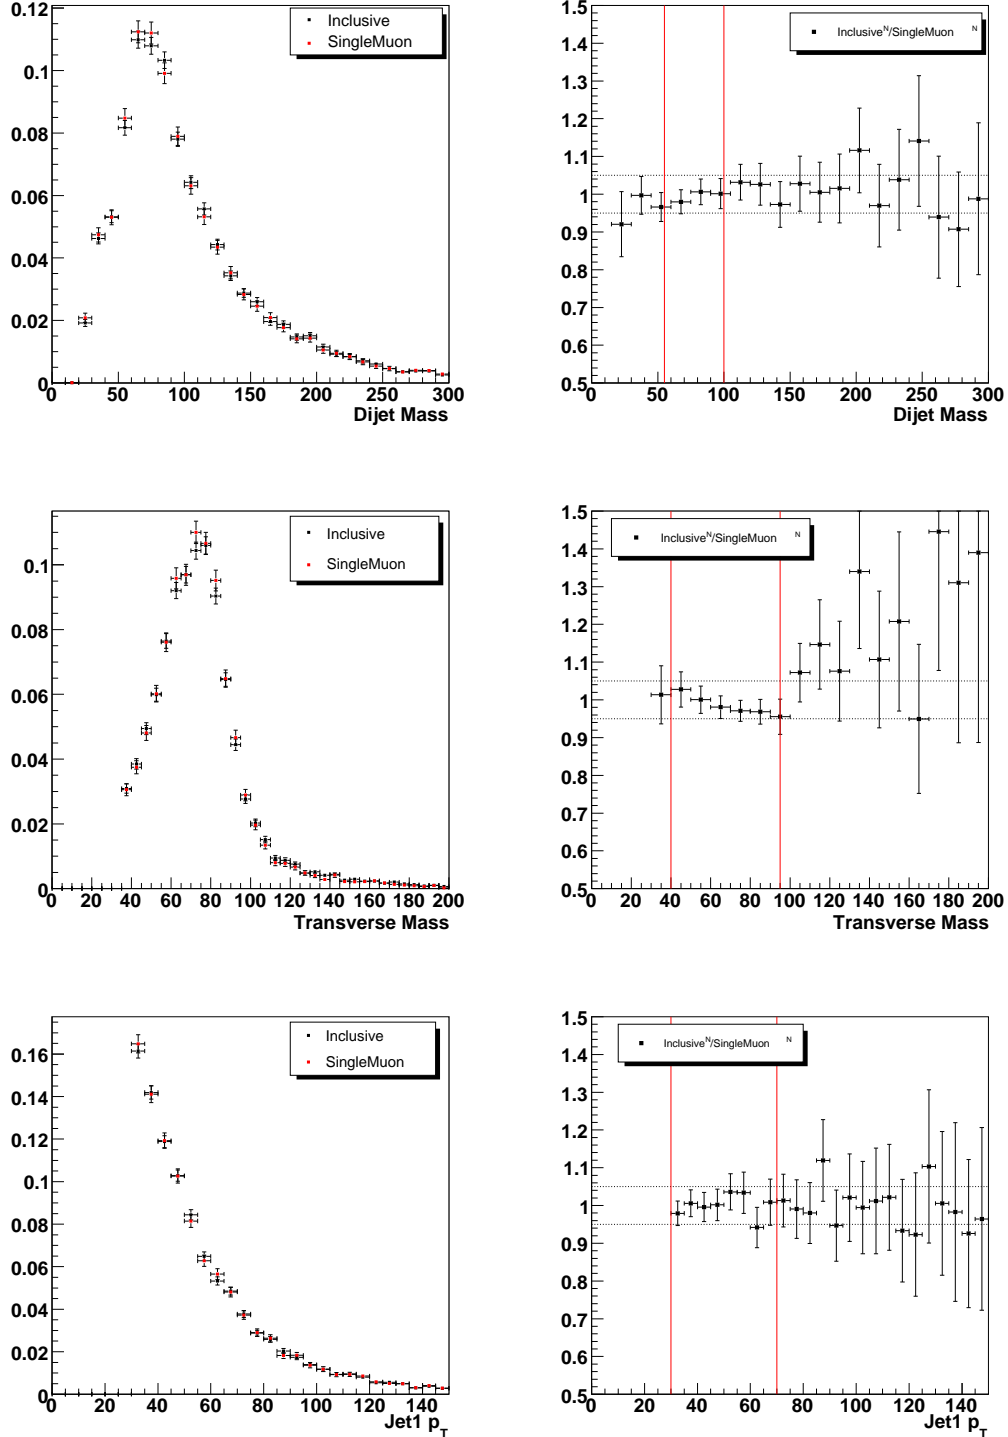 0.12
0.1
0.08
0.06
0.04
0.02
0
Inclusive
SingleMuon
0 50 100 150 200 250 300
Dijet Mass
1.5
1.4
1.3
1.2
1.1
1
0.9
0.8
0.7
0.6
0.5
Inclusive^N/SingleMuon^N
0 50 100 150 200 250 300
Dijet Mass
0.1
0.08
0.06
0.04
0.02
0
Inclusive
SingleMuon
0 20 40 60 80 100 120 140 160 180 200
Transverse Mass
1.5
1.4
1.3
1.2
1.1
1
0.9
0.8
0.7
0.6
0.5
Inclusive^N/SingleMuon^N
0 20 40 60 80 100 120 140 160 180 200
Transverse Mass
0.16
0.14
0.12
0.1
0.08
0.06
0.04
0.02
0
Inclusive
SingleMuon
0 20 40 60 80 100 120 140
Jet1 p_T
1.5
1.4
1.3
1.2
1.1
1
0.9
0.8
0.7
0.6
0.5
Inclusive^N/SingleMuon^N
0 20 40 60 80 100 120 140
Jet1 p_T